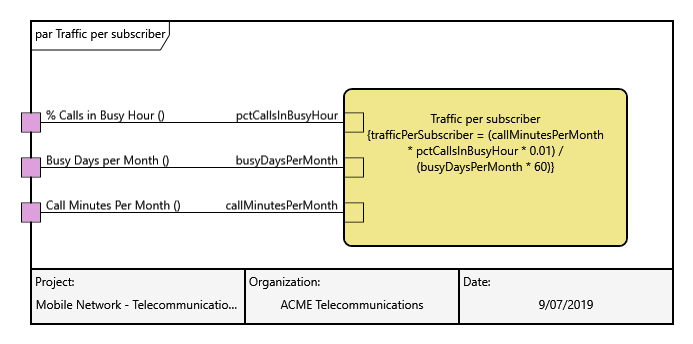 par Traffic per subscriber
% Calls in Busy Hour ()
pctCallsInBusyHour
Busy Days per Month ()
busyDaysPerMonth
Call Minutes Per Month ()
callMinutesPerMonth
Traffic per subscriber
{trafficPerSubscriber = (callMinutesPerMonth
* pctCallsInBusyHour * 0.01) /
(busyDaysPerMonth * 60)}
Project:
Mobile Network - Telecommunicatio...
Organization:
ACME Telecommunications
Date:
9/07/2019